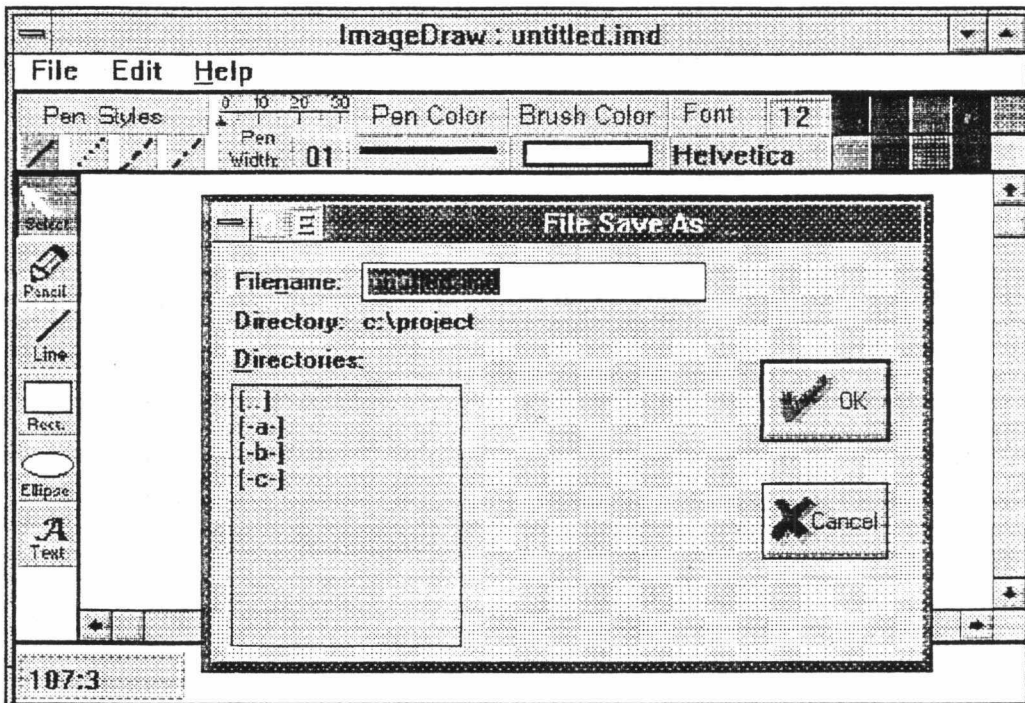 ImageDraw : untitled.imd
File Edit Help
Pen Styles 0 10 20 30 Pen Color Brush Color Font 12
Pen Width: 01 Helvetica
Select
Pencil
Line
Rect.
Ellipse
Text
File Save As
Filename: untitled.imd
Directory: c:\project
Directories:
[..]
[-a-]
[-b-]
[-c-]
OK
Cancel
107:3